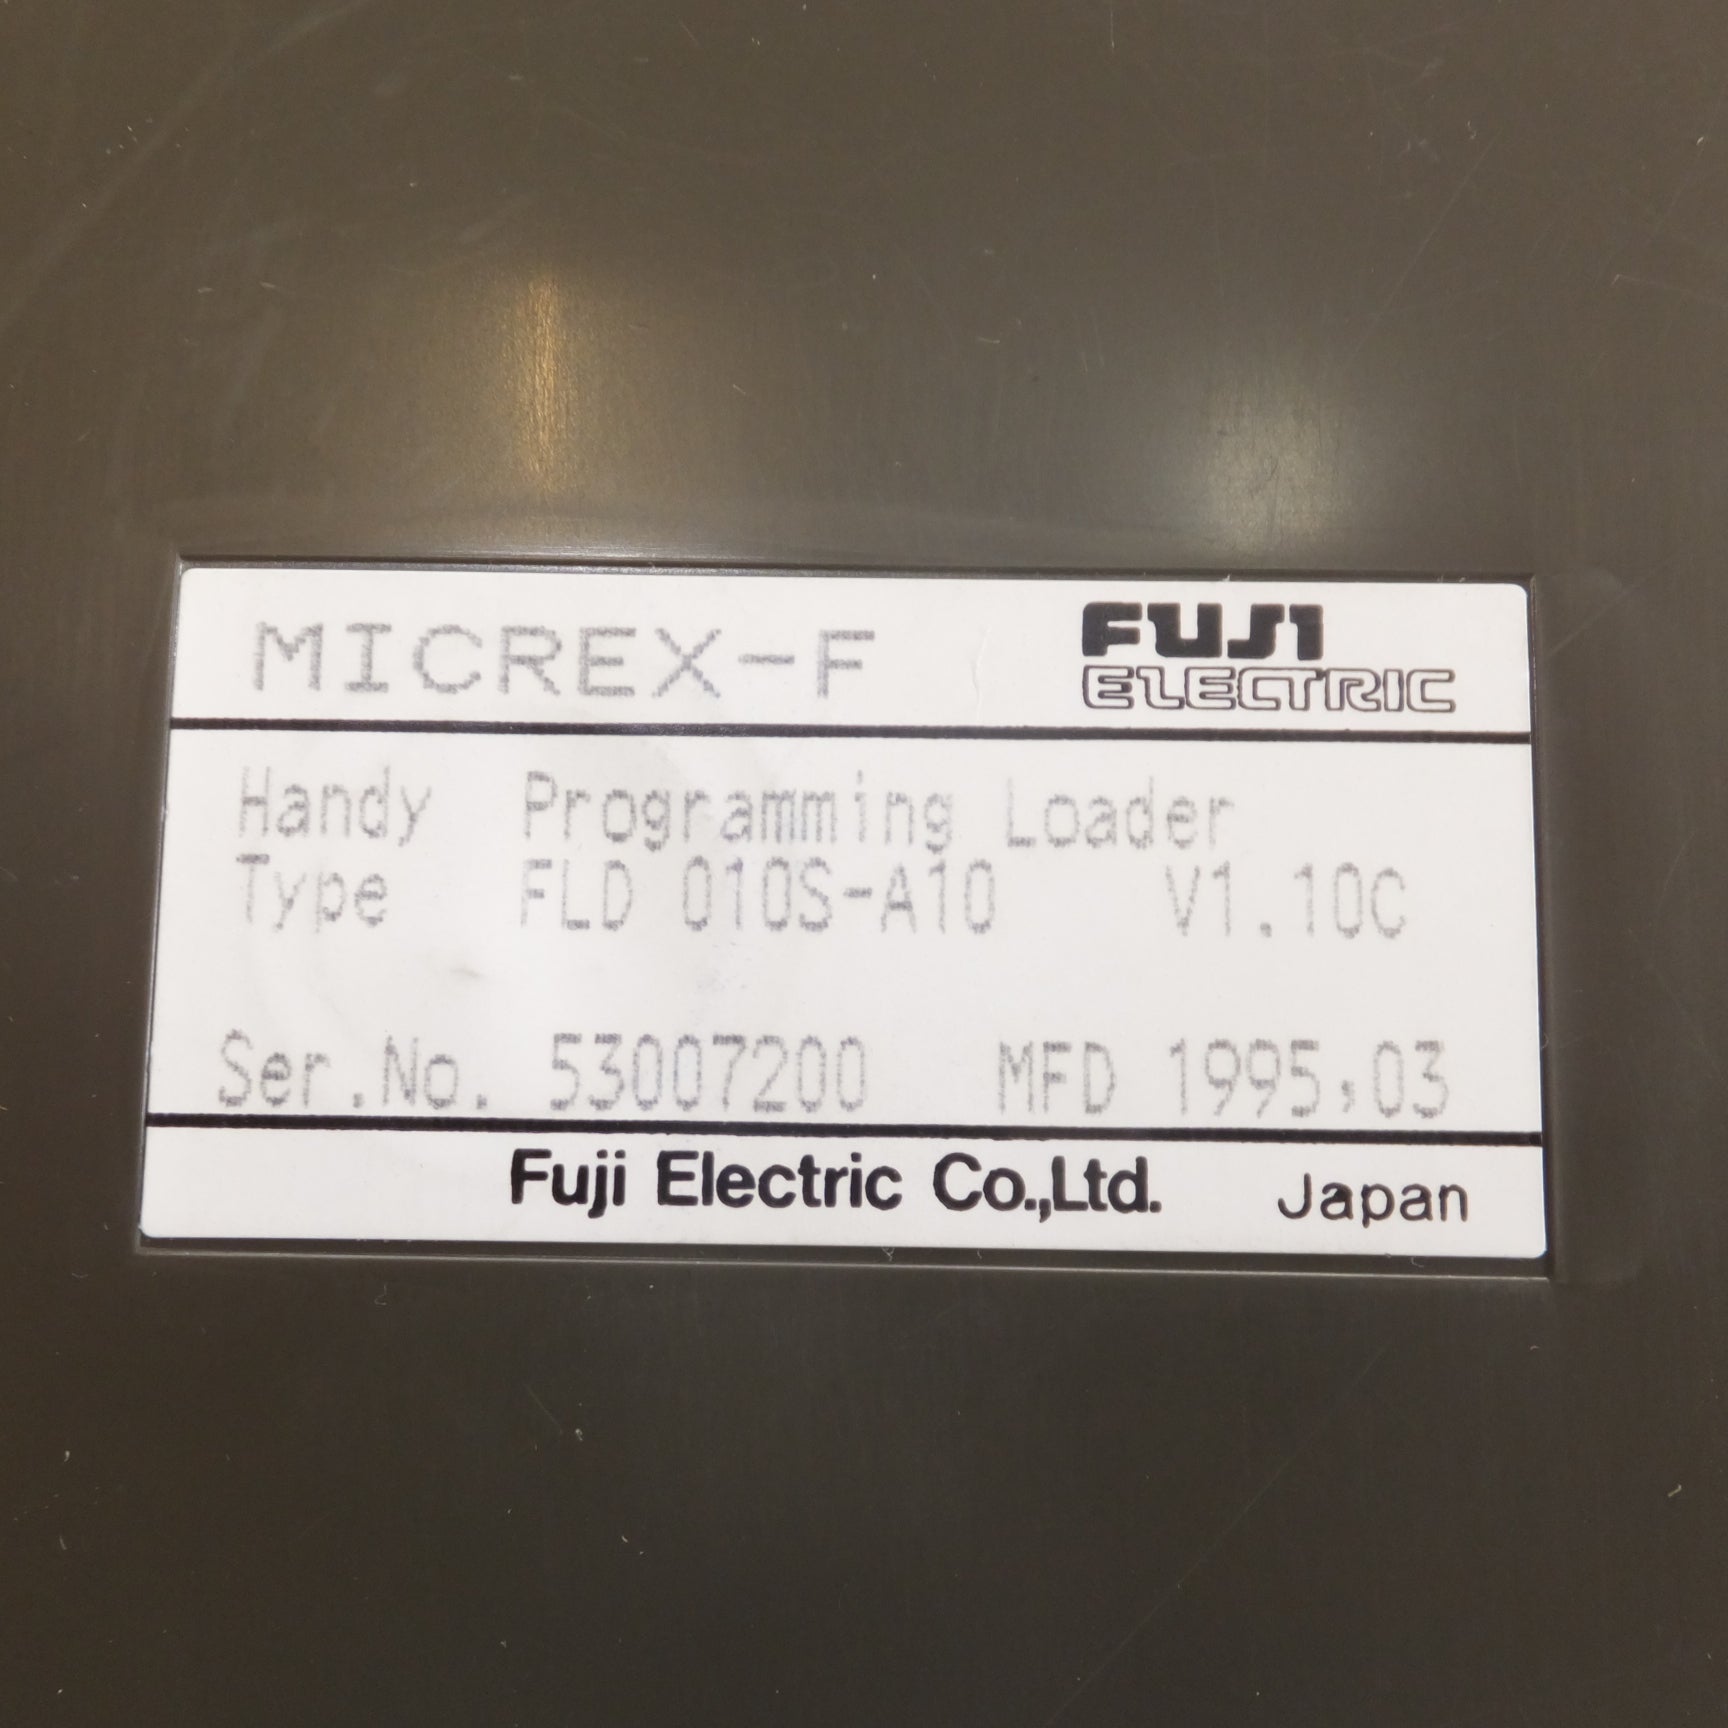 MICREX-F
FUJI
ELECTRIC
Handy Programming Loader
Type FLD 010S-A10 V1.10C
Ser.No. 53007200 MFD 1995,03
Fuji Electric Co.,Ltd. Japan